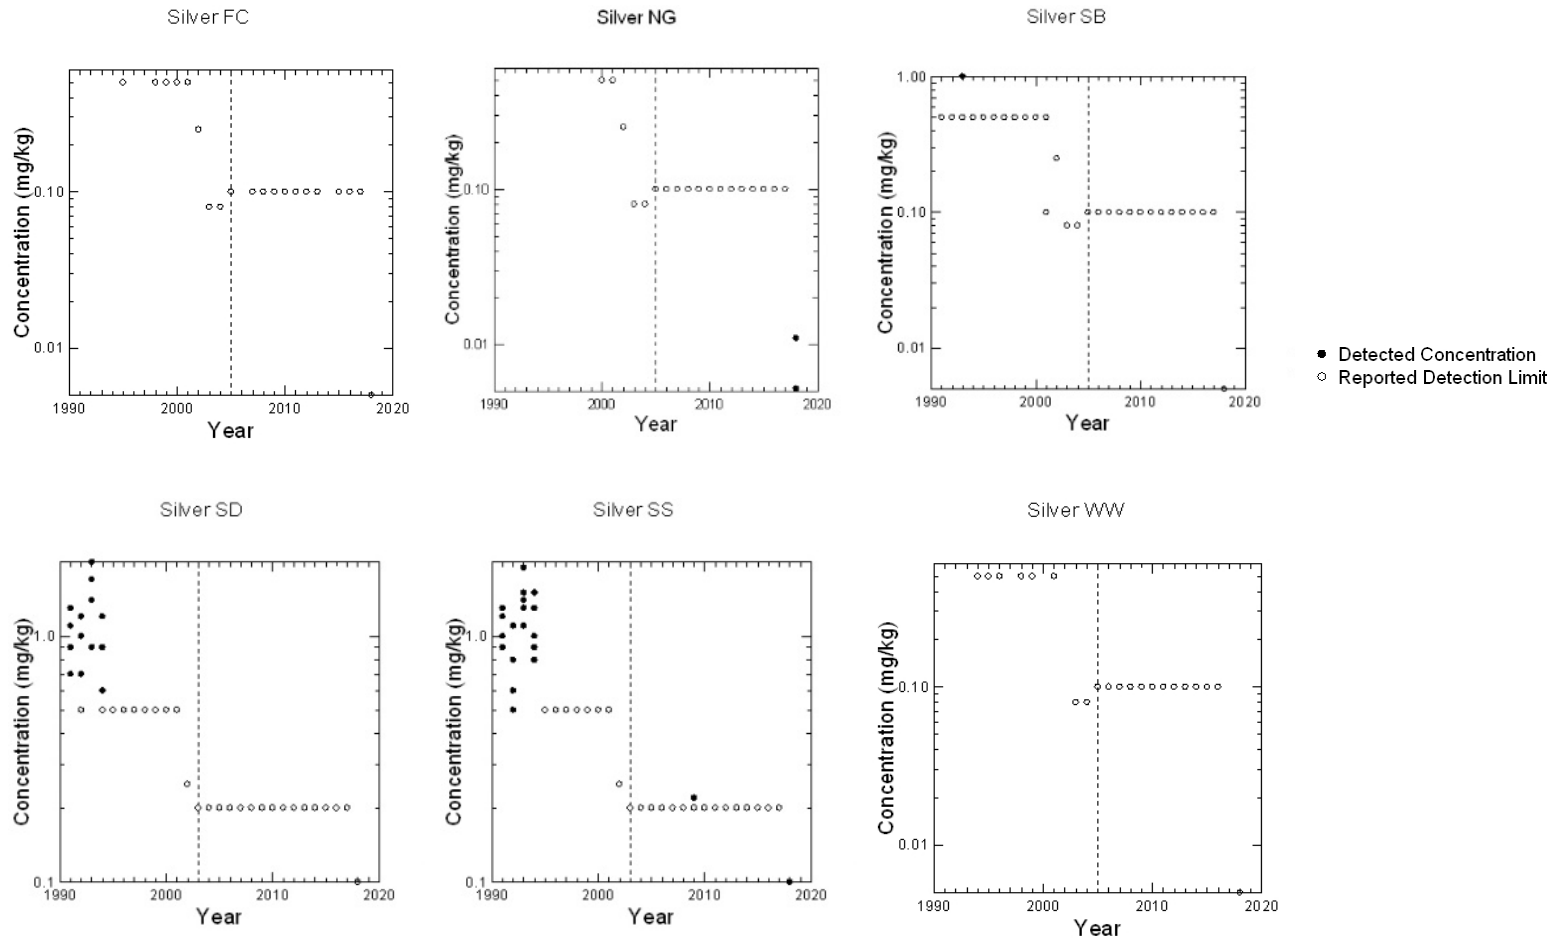 Silver FC
Silver NG
Silver SB
Concentration (mg/kg)
0.10
0.01
1990
2000
2010
2020
Year
Concentration (mg/kg)
0.10
0.01
1990
2000
2010
2020
Year
Concentration (mg/kg)
1.00
0.10
0.01
1990
2000
2010
2020
Year
Detected Concentration
Reported Detection Limit
Silver SD
Silver SS
Silver WW
Concentration (mg/kg)
1.0
0.1
1990
2000
2010
2020
Year
Concentration (mg/kg)
1.0
0.1
1990
2000
2010
2020
Year
Concentration (mg/kg)
0.10
0.01
1990
2000
2010
2020
Year